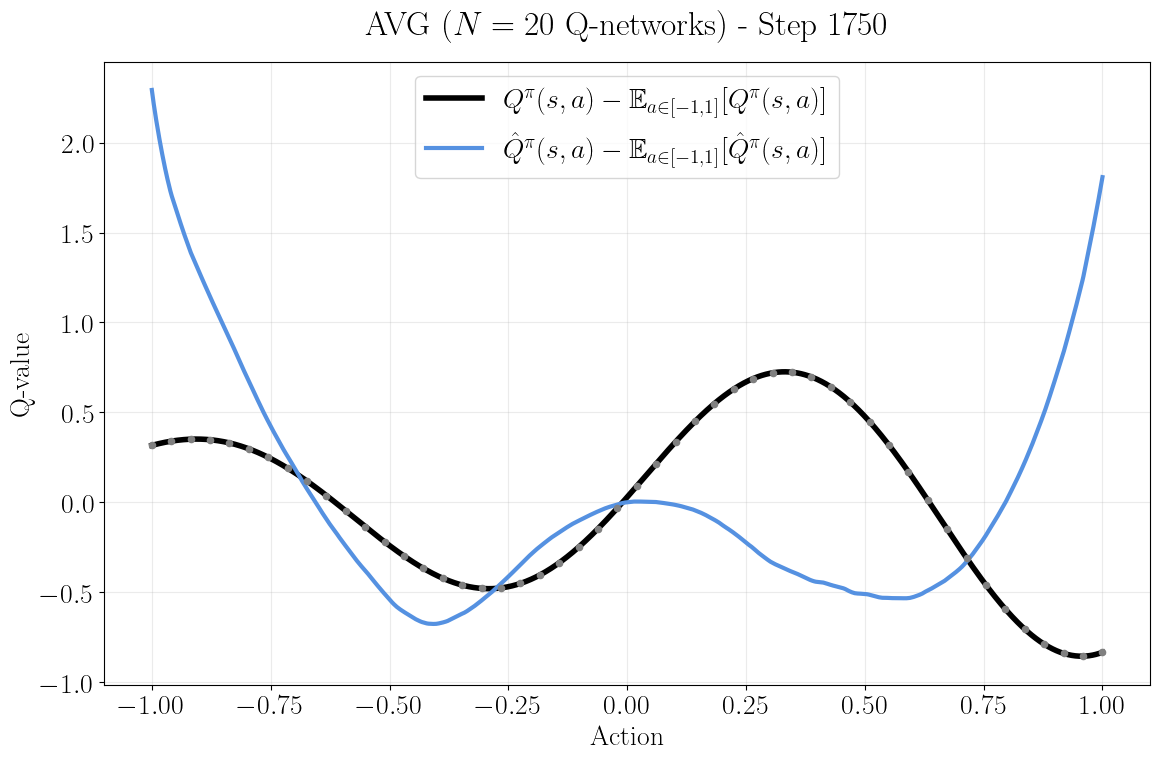 AVG (N = 20 Q-networks) - Step 1750
Q^π(s, a) − 𝔼_{a∈[−1,1]}[Q^π(s, a)]
Q̂^π(s, a) − 𝔼_{a∈[−1,1]}[Q̂^π(s, a)]
Q-value
2.0
1.5
1.0
0.5
0.0
−0.5
−1.0
−1.00 −0.75 −0.50 −0.25 0.00 0.25 0.50 0.75 1.00
Action